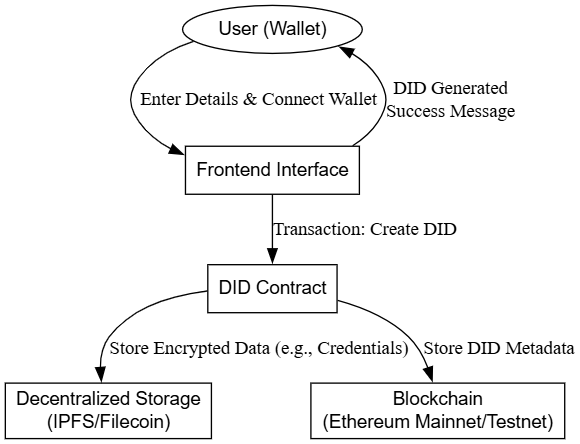 User (Wallet)
Enter Details & Connect Wallet
DID Generated
Success Message
Frontend Interface
Transaction: Create DID
DID Contract
Store Encrypted Data (e.g., Credentials)
Store DID Metadata
Decentralized Storage
(IPFS/Filecoin)
Blockchain
(Ethereum Mainnet/Testnet)